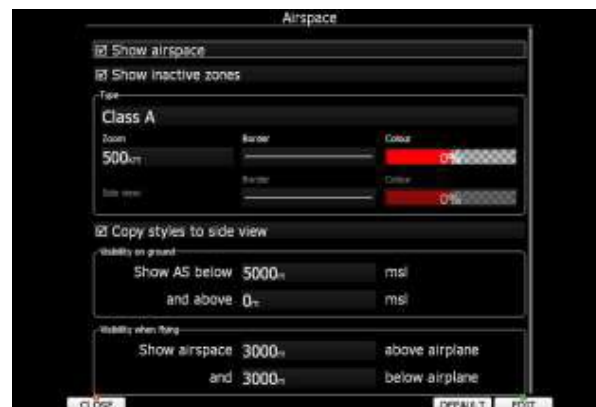 Airspace
Show airspace
Show inactive zones
Type
Class A
Zoom Border Colour
500km 0%
Side view Border Colour
0%
Copy styles to side view
Visibility on ground
Show AS below 5000m msl
and above 0m msl
Visibility when flying
Show airspace 3000m above airplane
and 3000m below airplane
CLOSE DEFAULT EDIT